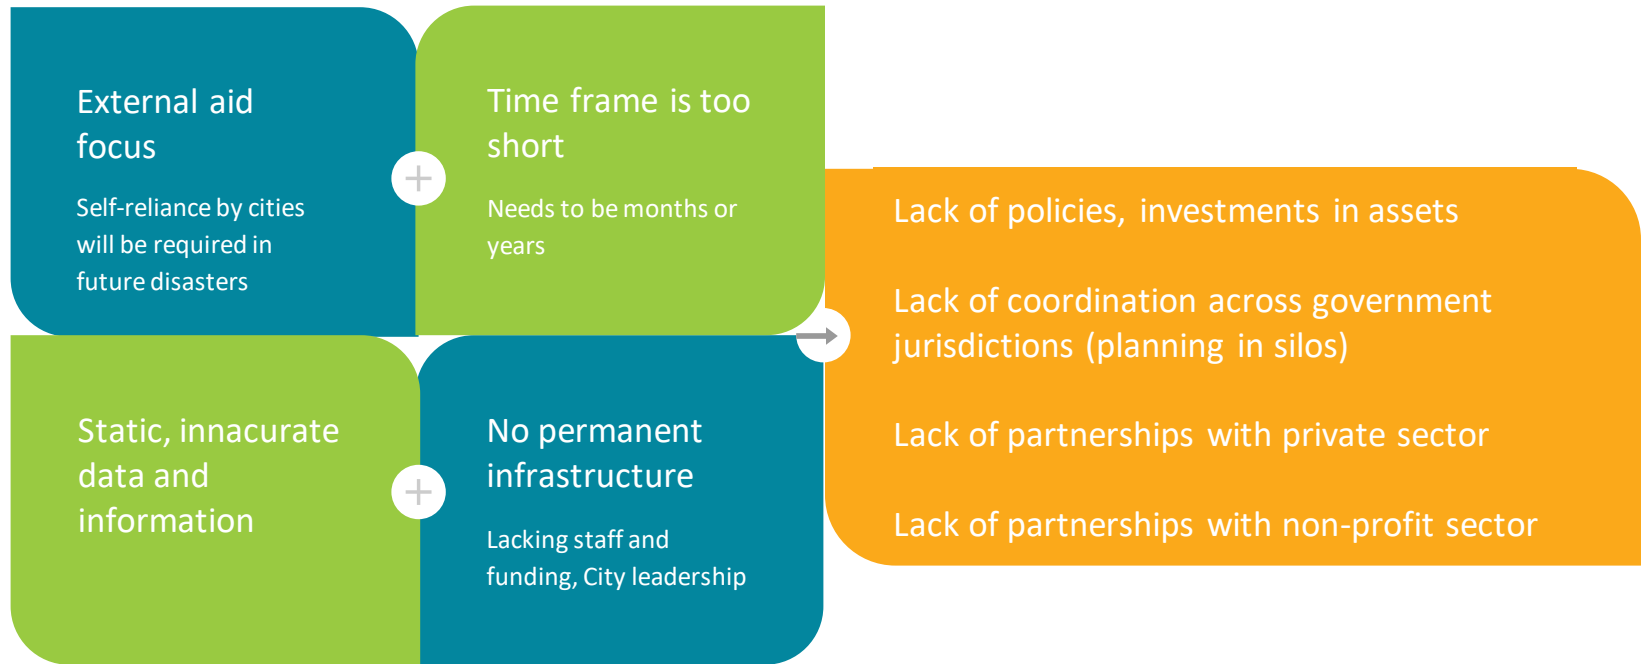 External aid
focus
Self-reliance by cities
will be required in
future disasters
Time frame is too
short
Needs to be months or
years
Static, innacurate
data and
information
No permanent
infrastructure
Lacking staff and
funding, City leadership
Lack of policies, investments in assets
Lack of coordination across government
jurisdictions (planning in silos)
Lack of partnerships with private sector
Lack of partnerships with non-profit sector